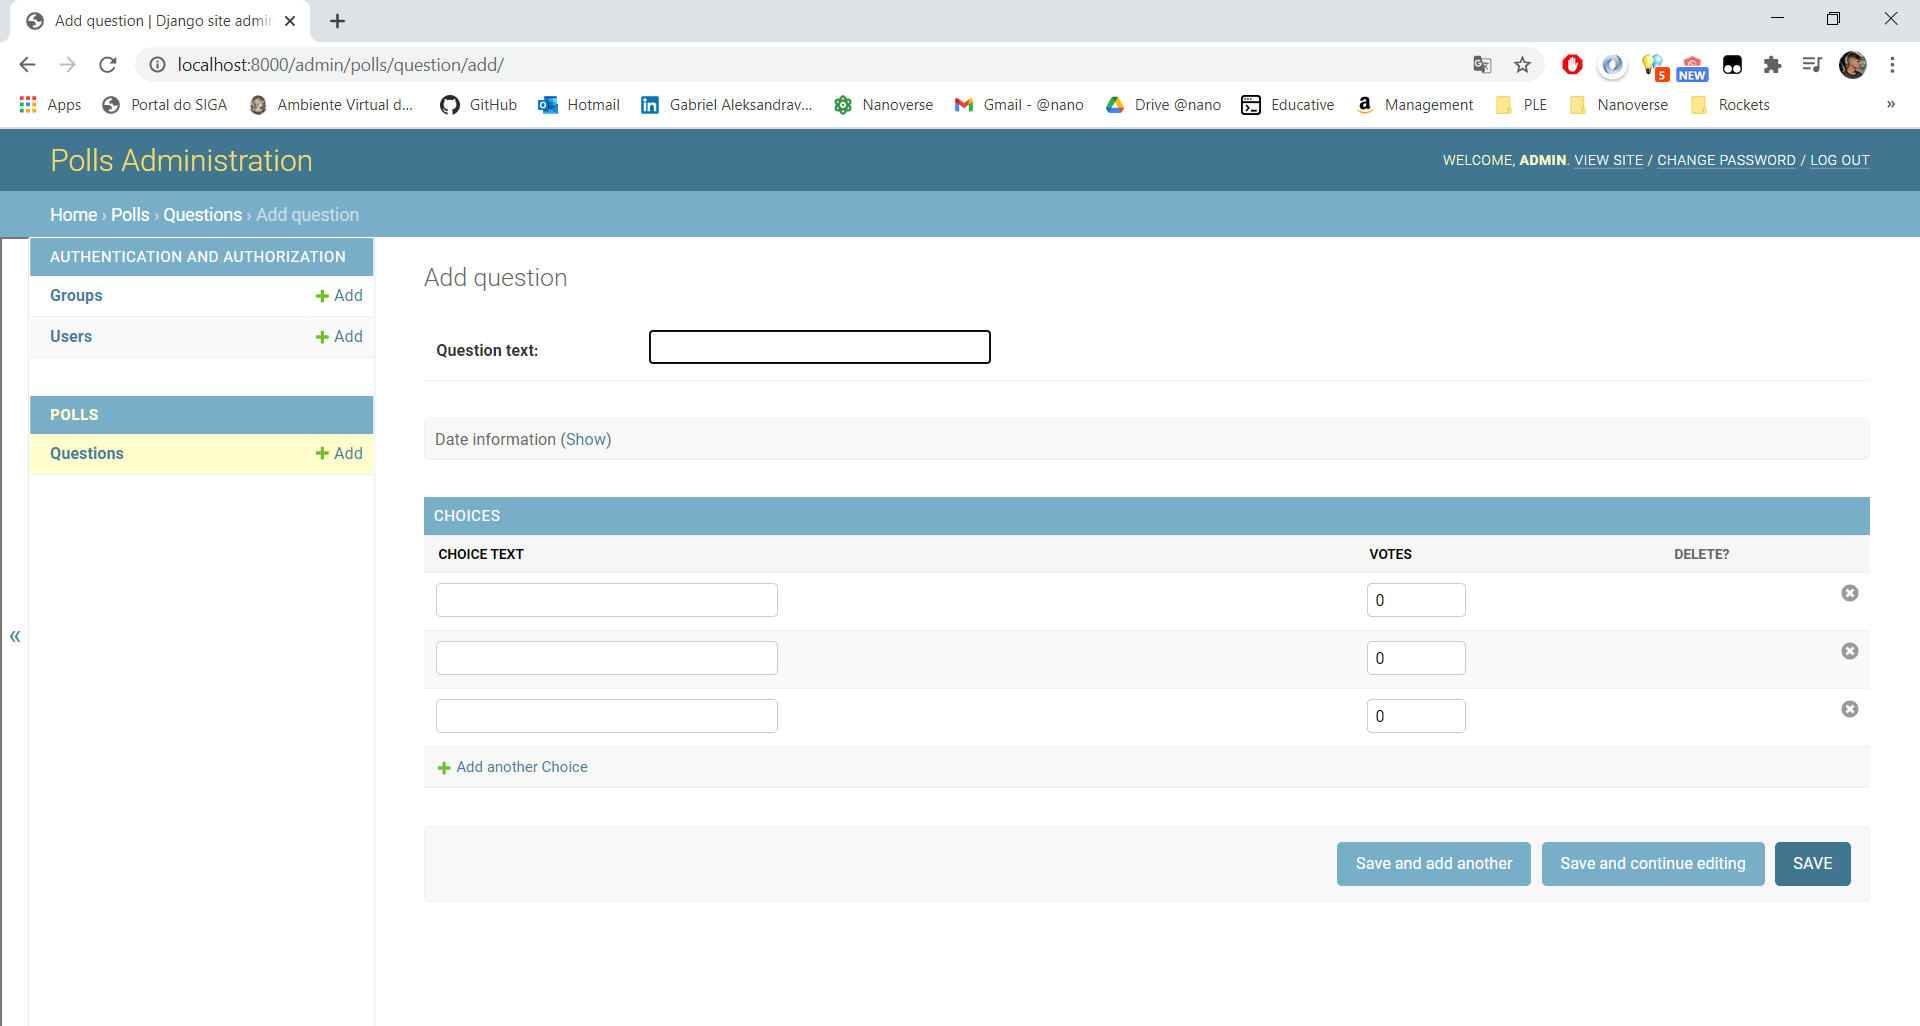 Add question | Django site admin
localhost:8000/admin/polls/question/add/
5
NEW
Apps
Portal do SIGA
Ambiente Virtual d...
GitHub
Hotmail
Gabriel Aleksandrav...
Nanoverse
Gmail - @nano
Drive @nano
Educative
Management
PLE
Nanoverse
Rockets
»
Polls Administration
WELCOME, ADMIN. VIEW SITE / CHANGE PASSWORD / LOG OUT
Home › Polls › Questions › Add question
AUTHENTICATION AND AUTHORIZATION
Groups
Add
Users
Add
POLLS
Questions
Add
«
Add question
Question text:
Date information (Show)
CHOICES
CHOICE TEXT
VOTES
DELETE?
0
0
0
Add another Choice
Save and add another
Save and continue editing
SAVE